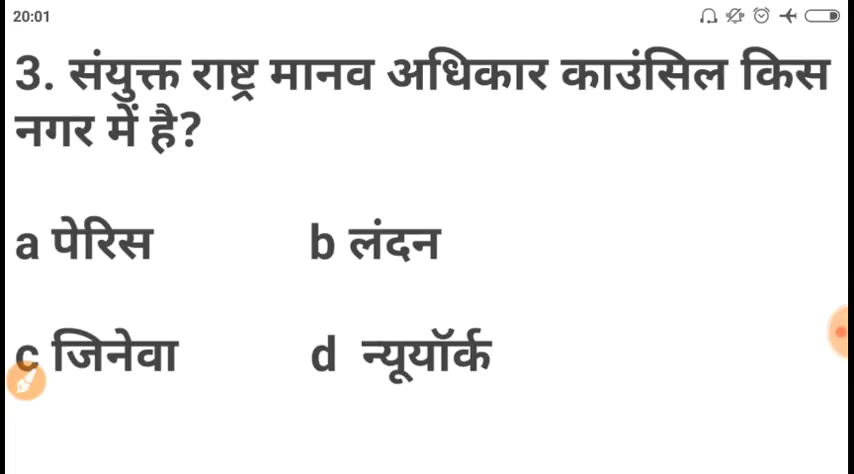 20:01
3. संयुक्त राष्ट्र मानव अधिकार काउंसिल किस
नगर में है?
a पेरिस b लंदन
c जिनेवा d न्यूयॉर्क